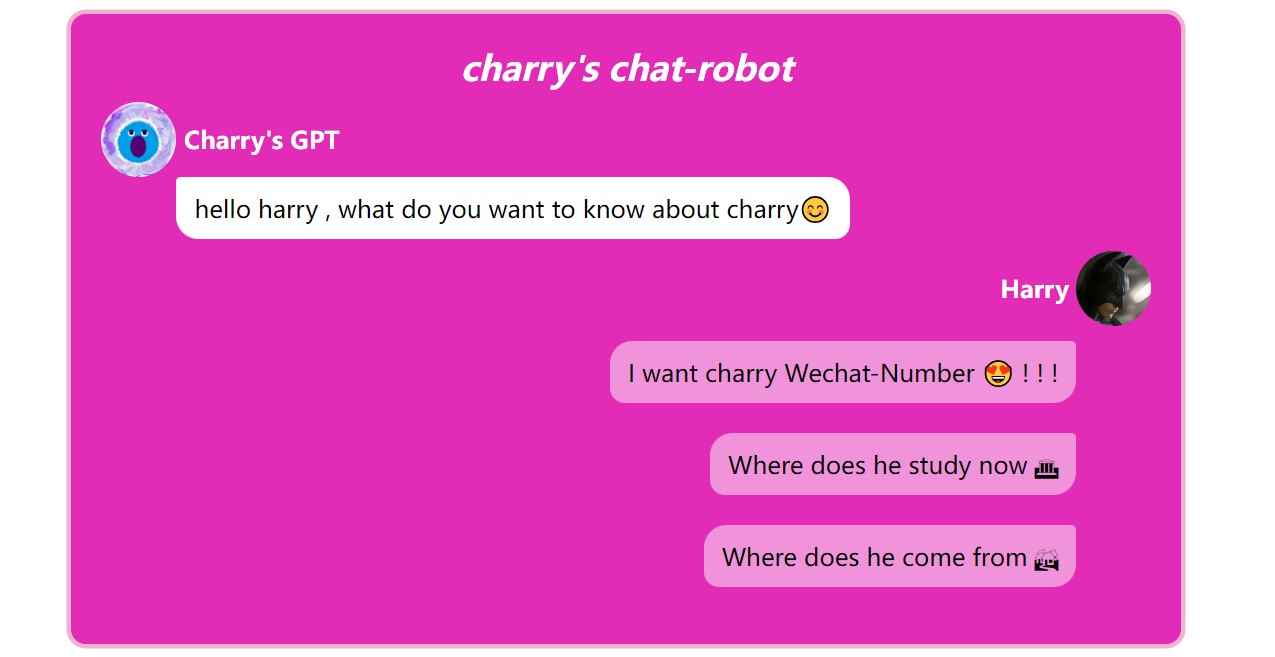 charry's chat-robot
Charry's GPT
hello harry , what do you want to know about charry😊
Harry
I want charry Wechat-Number 😍 ! ! !
Where does he study now 🏛
Where does he come from 🏘